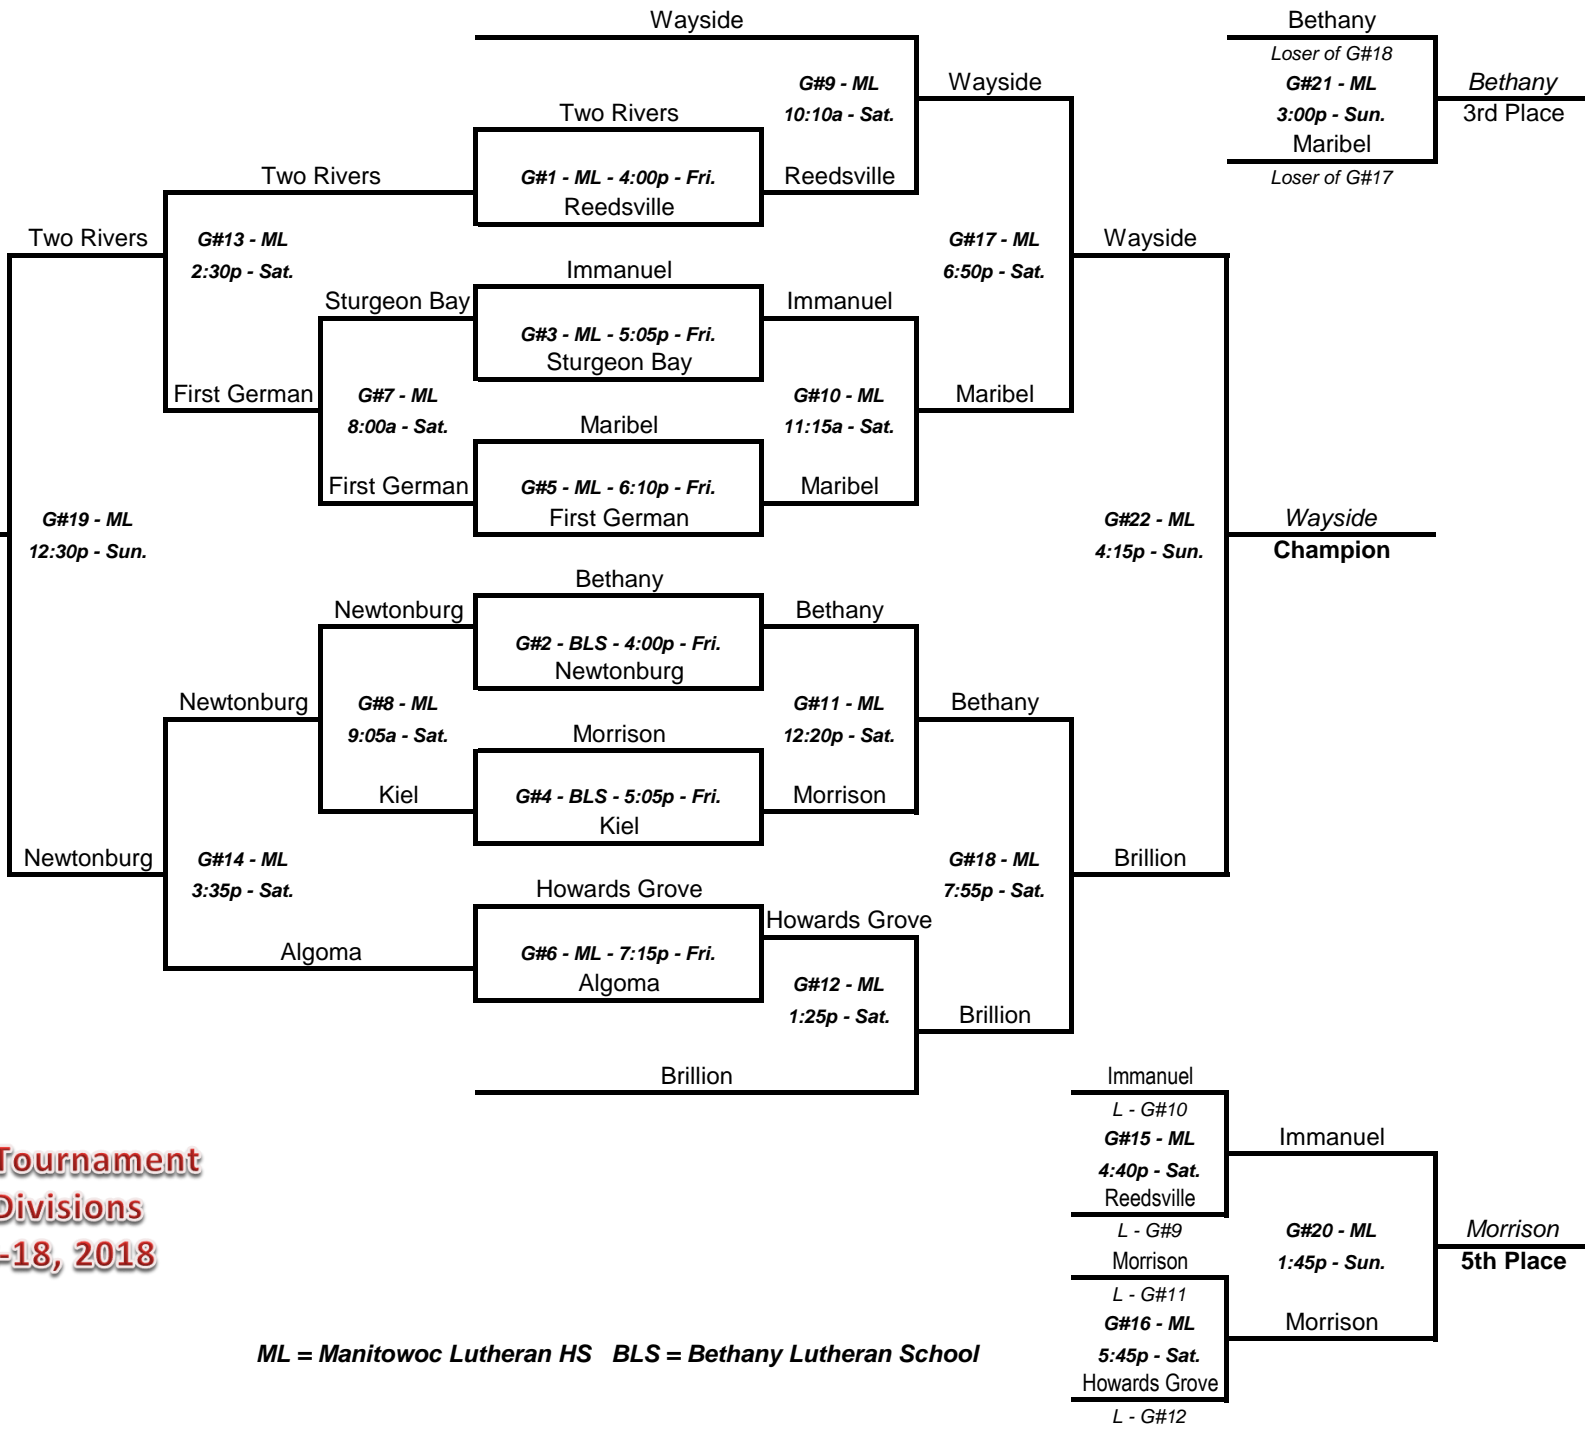 Wayside
Bethany
Loser of G#18
G#9 - ML
Wayside
G#21 - ML
Bethany
10:10a - Sat.
3:00p - Sun.
3rd Place
Two Rivers
Maribel
Two Rivers
G#1 - ML - 4:00p - Fri.
Reedsville
Loser of G#17
Reedsville
Two Rivers
G#13 - ML
G#17 - ML
Wayside
2:30p - Sat.
6:50p - Sat.
Immanuel
Sturgeon Bay
Immanuel
G#3 - ML - 5:05p - Fri.
Sturgeon Bay
First German
G#7 - ML
G#10 - ML
Maribel
8:00a - Sat.
Maribel
11:15a - Sat.
First German
G#5 - ML - 6:10p - Fri.
Maribel
First German
G#19 - ML
G#22 - ML
Wayside
12:30p - Sun.
4:15p - Sun.
Champion
Bethany
Newtonburg
Bethany
G#2 - BLS - 4:00p - Fri.
Newtonburg
Newtonburg
G#8 - ML
G#11 - ML
Bethany
9:05a - Sat.
Morrison
12:20p - Sat.
Kiel
G#4 - BLS - 5:05p - Fri.
Morrison
Kiel
Newtonburg
G#14 - ML
G#18 - ML
Brillion
3:35p - Sat.
Howards Grove
7:55p - Sat.
Howards Grove
Algoma
G#6 - ML - 7:15p - Fri.
Algoma
G#12 - ML
1:25p - Sat.
Brillion
Brillion
Immanuel
L - G#10
G#15 - ML
Immanuel
4:40p - Sat.
Reedsville
L - G#9
G#20 - ML
Morrison
Morrison
1:45p - Sun.
5th Place
L - G#11
G#16 - ML
Morrison
5:45p - Sat.
Howards Grove
L - G#12
Tournament
Divisions
-18, 2018
ML = Manitowoc Lutheran HS BLS = Bethany Lutheran School